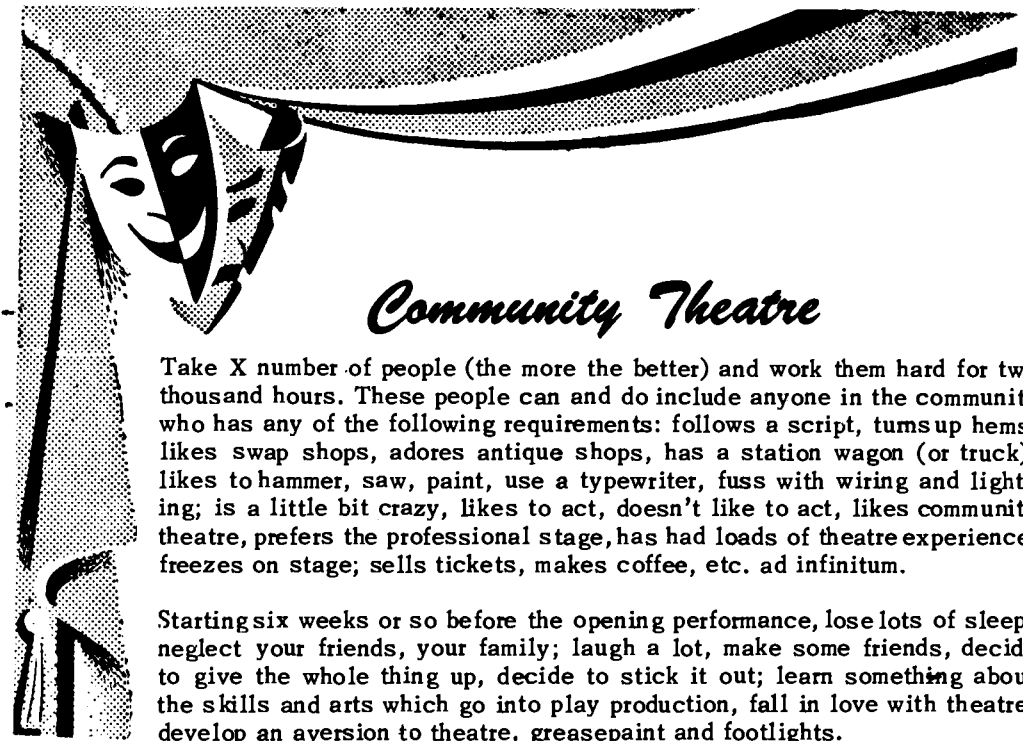 Community Theatre
Take X number of people (the more the better) and work them hard for tw
thousand hours. These people can and do include anyone in the communit
who has any of the following requirements: follows a script, turns up hems
likes swap shops, adores antique shops, has a station wagon (or truck)
likes to hammer, saw, paint, use a typewriter, fuss with wiring and light
ing; is a little bit crazy, likes to act, doesn't like to act, likes communit
theatre, prefers the professional stage, has had loads of theatre experience
freezes on stage; sells tickets, makes coffee, etc. ad infinitum.
Starting six weeks or so before the opening performance, lose lots of sleep
neglect your friends, your family; laugh a lot, make some friends, decid
to give the whole thing up, decide to stick it out; learn something abou
the skills and arts which go into play production, fall in love with theatre
develop an aversion to theatre, greasepaint and footlights.